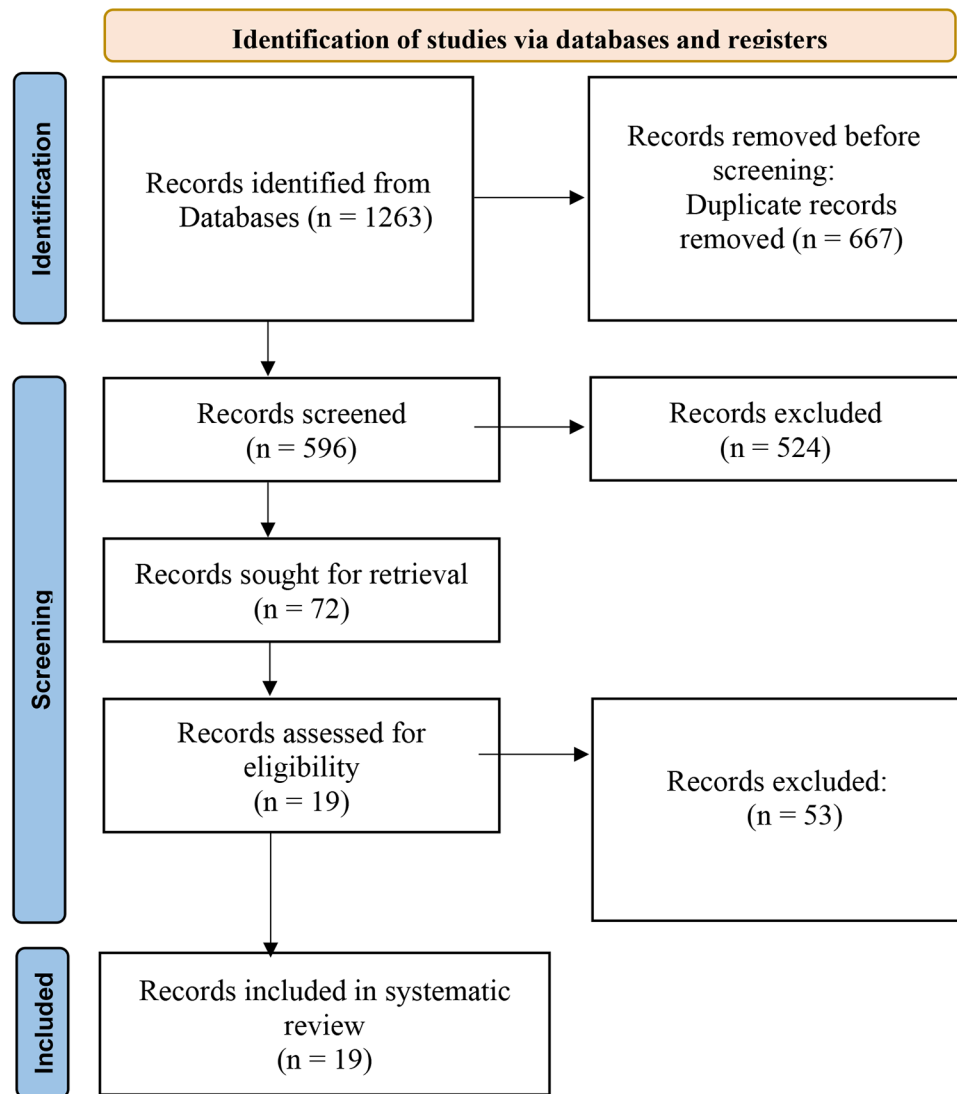 Identification of studies via databases and registers
Identification
Records identified from
Databases (n = 1263)
Records removed before
screening:
Duplicate records
removed (n = 667)
Screening
Records screened
(n = 596)
Records excluded
(n = 524)
Records sought for retrieval
(n = 72)
Records assessed for
eligibility
(n = 19)
Records excluded:
(n = 53)
Included
Records included in systematic
review
(n = 19)